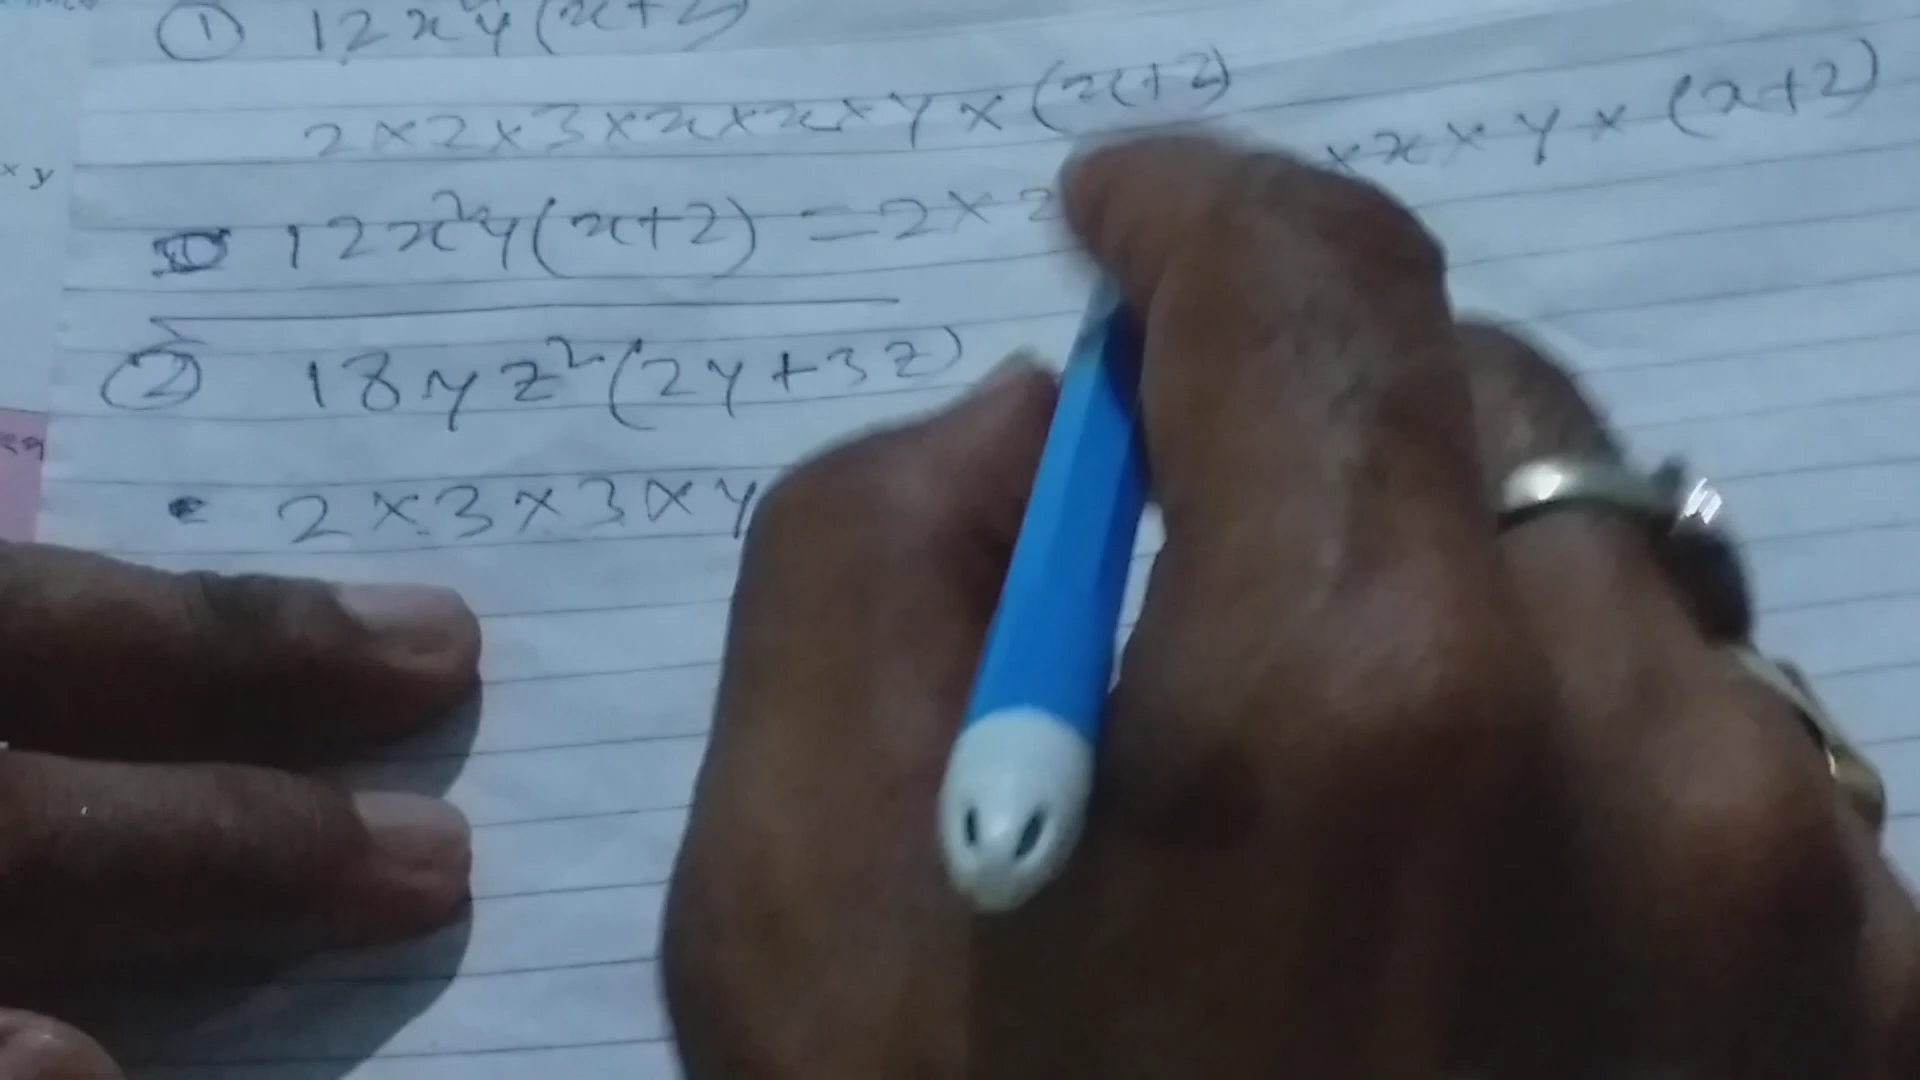 ① 12x²y(x+2)
2×2×3×x×x×y×(x+2)
12x²y(x+2) = 2×2 ×x×y×(x+2)
② 18yz²(2y+3z)
2×3×3×y
xy